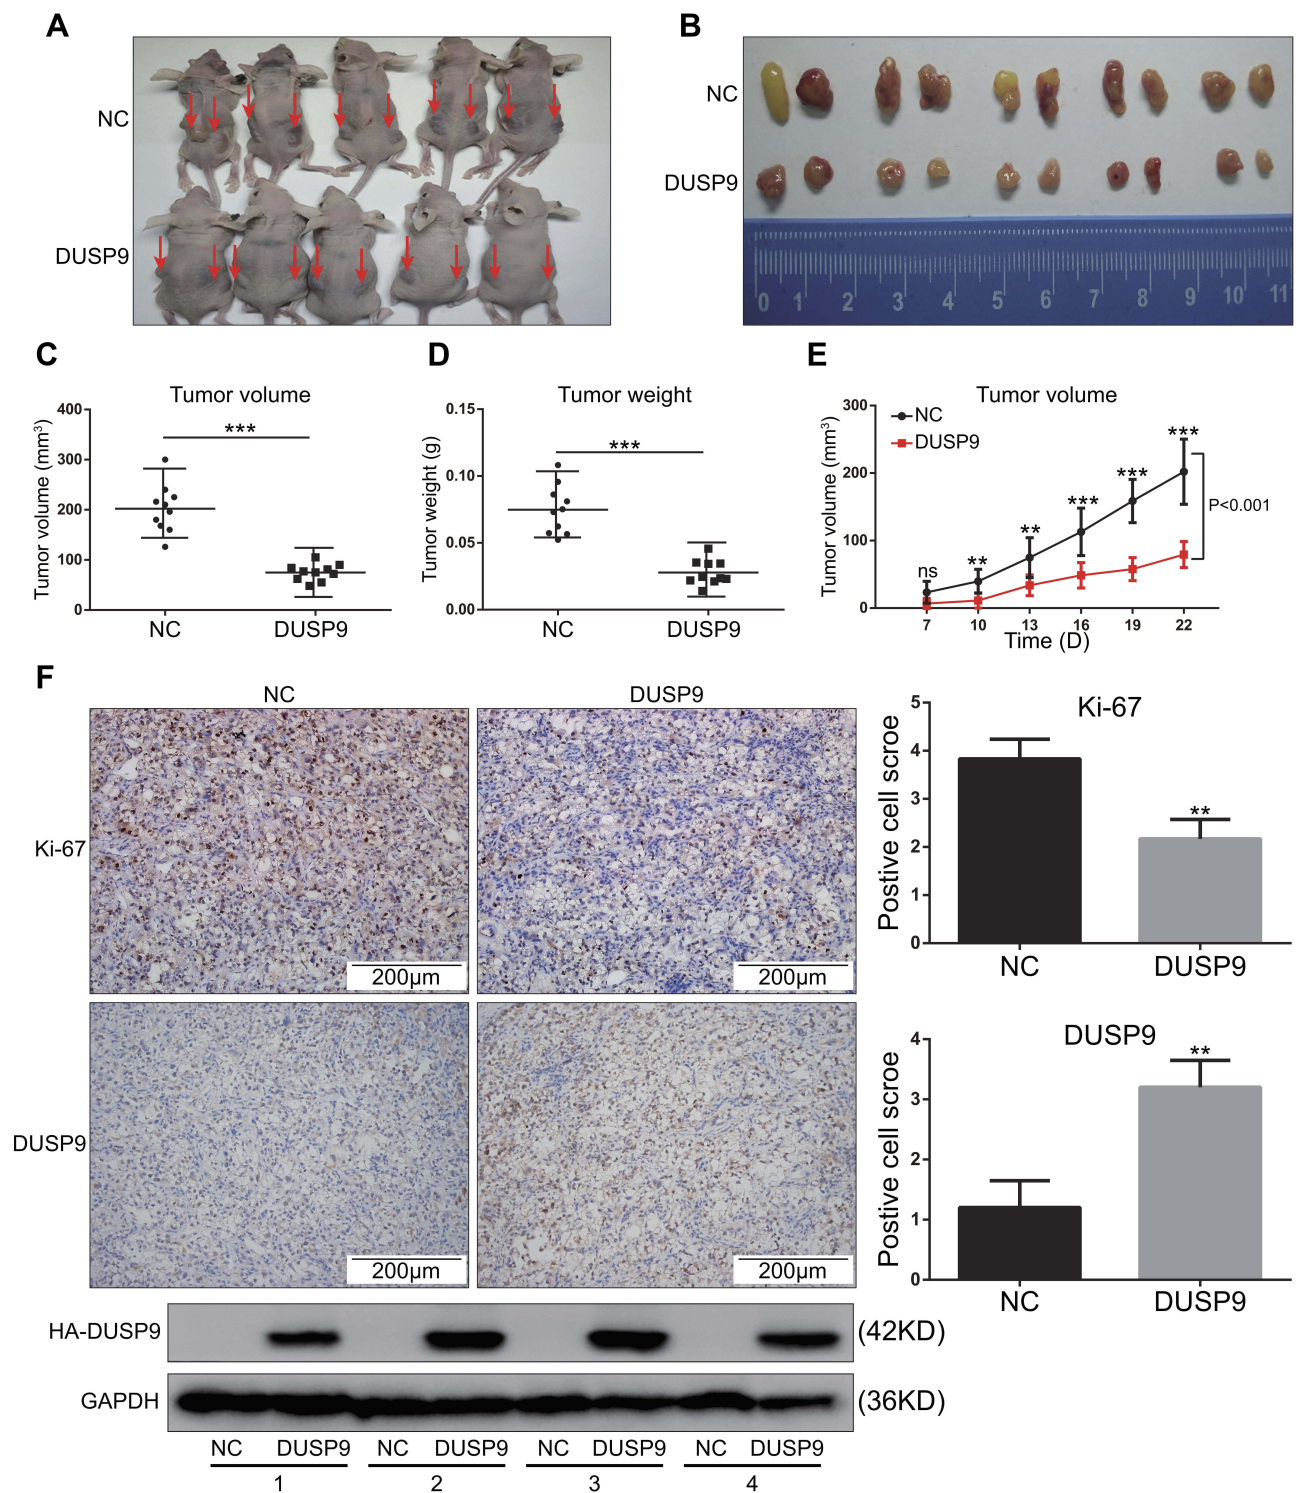 A
NC
DUSP9
B
NC
DUSP9
0 1 2 3 4 5 6 7 8 9 10 11
C
Tumor volume
Tumor volume (mm3)
400
300
200
100
0
***
NC DUSP9
D
Tumor weight
Tumor weight (g)
0.15
0.10
0.05
0.00
***
NC DUSP9
E
Tumor volume
Tumor volume (mm3)
300
200
100
0
NC
DUSP9
ns ** ** *** *** ***
P<0.001
7 10 13 16 19 22
Time (D)
F
NC DUSP9
Ki-67
200μm 200μm
DUSP9
200μm 200μm
Ki-67
Postive cell scroe
5
4
3
2
1
0
**
NC DUSP9
DUSP9
Postive cell scroe
4
3
2
1
0
**
NC DUSP9
HA-DUSP9 (42KD)
GAPDH (36KD)
NC DUSP9 NC DUSP9 NC DUSP9 NC DUSP9
1 2 3 4